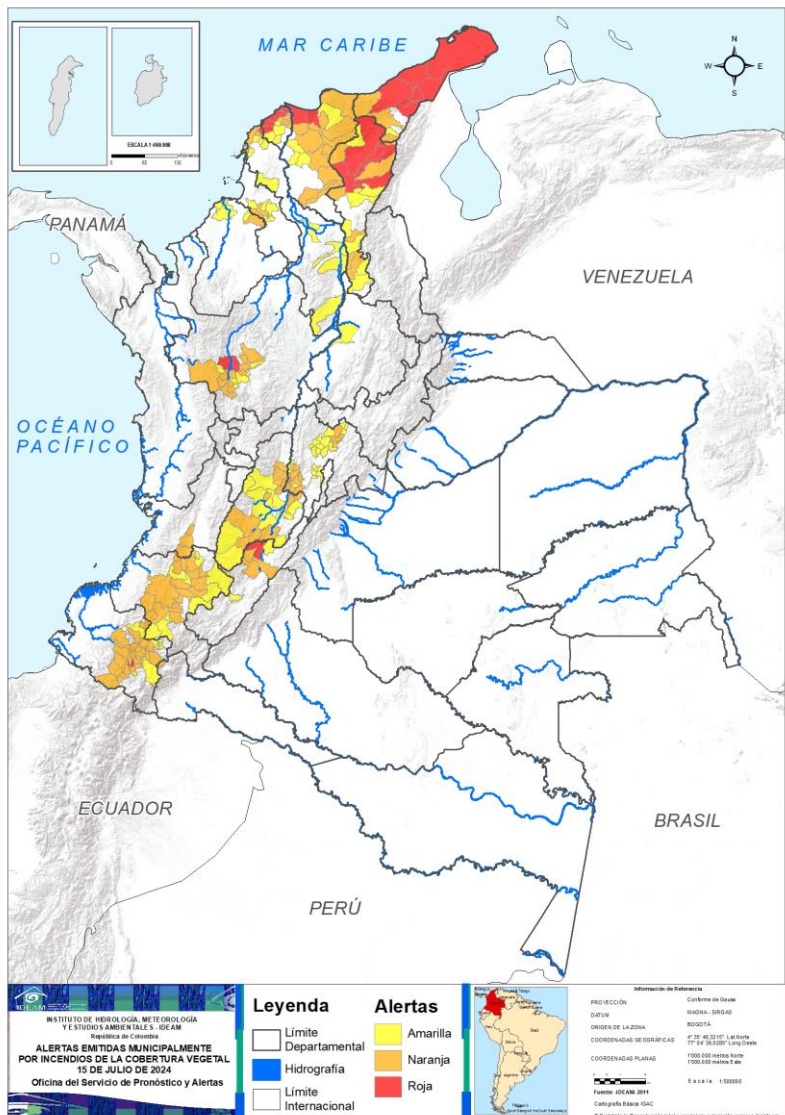 MAR CARIBE
N
W
E
S
ESCALA 1:400.000
PANAMÁ
VENEZUELA
OCÉANO
PACÍFICO
ECUADOR
BRASIL
PERÚ
IDEAM
INSTITUTO DE HIDROLOGÍA, METEOROLOGÍA
Y ESTUDIOS AMBIENTALES - IDEAM
República de Colombia
ALERTAS EMITIDAS MUNICIPALMENTE
POR INCENDIOS DE LA COBERTURA VEGETAL
15 DE JULIO DE 2024
Oficina del Servicio de Pronóstico y Alertas
Leyenda
Límite
Departamental
Hidrografía
Límite
Internacional
Alertas
Amarilla
Naranja
Roja
Información de Referencia
PROYECCIÓN Conforme de Gauss
DATUM MAGNA - SIRGAS
ORIGEN DE LA ZONA BOGOTÁ
COORDENADAS GEOGRÁFICAS
COORDENADAS PLANAS 1'000.000 metros Norte
1'000.000 metros Este
Fuente: IDEAM- 2011
Cartografía Básica IGAC